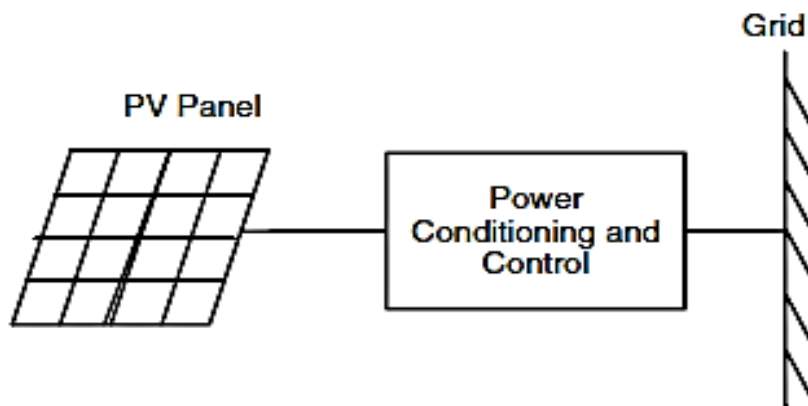 Grid
PV Panel
Power
Conditioning and
Control